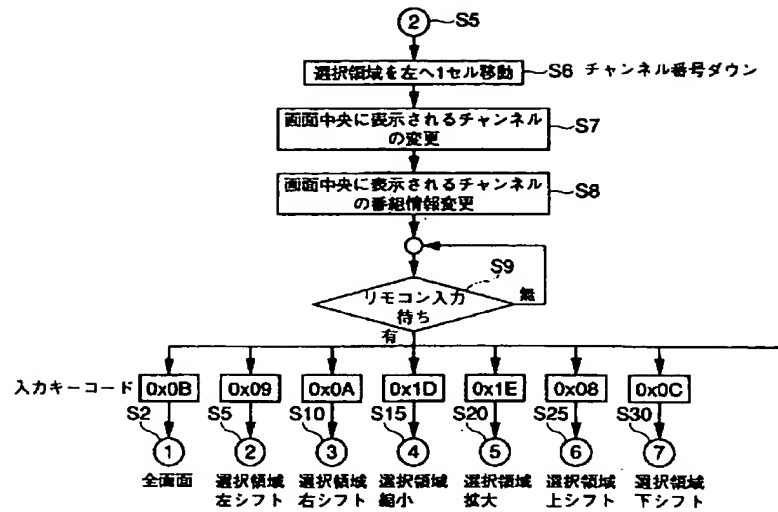 ② S5
選択領域を左へ1セル移動 S6 チャンネル番号ダウン
画面中央に表示されるチャンネル
の変更
S7
画面中央に表示されるチャンネル
の番組情報変更
S8
S9
リモコン入力
待ち
無
有
入力キーコード 0x0B 0x09 0x0A 0x1D 0x1E 0x08 0x0C
S2 S5 S10 S15 S20 S25 S30
① ② ③ ④ ⑤ ⑥ ⑦
全画面 選択領域 選択領域 選択領域 選択領域 選択領域 選択領域
左シフト 右シフト 縮小 拡大 上シフト 下シフト